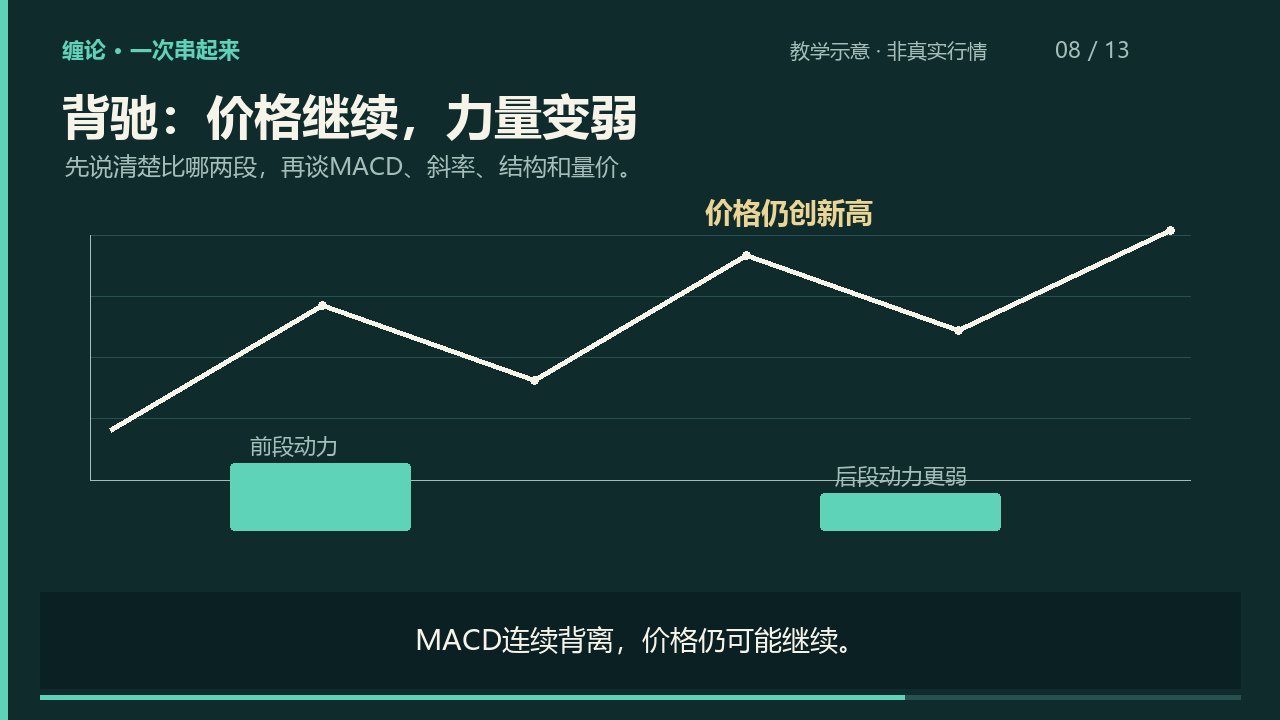 缠论 · 一次串起来
教学示意 · 非真实行情
08 / 13
背驰：价格继续，力量变弱
先说清楚比哪两段，再谈MACD、斜率、结构和量价。
价格仍创新高
前段动力
后段动力更弱
MACD连续背离，价格仍可能继续。